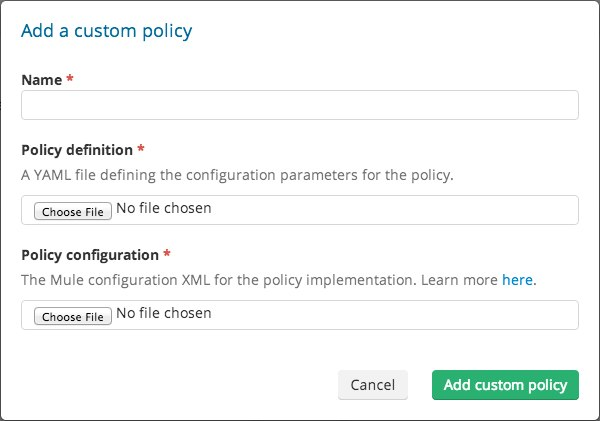 Add a custom policy
Name *
Policy definition *
A YAML file defining the configuration parameters for the policy.
Choose File No file chosen
Policy configuration *
The Mule configuration XML for the policy implementation. Learn more here.
Choose File No file chosen
Cancel Add custom policy